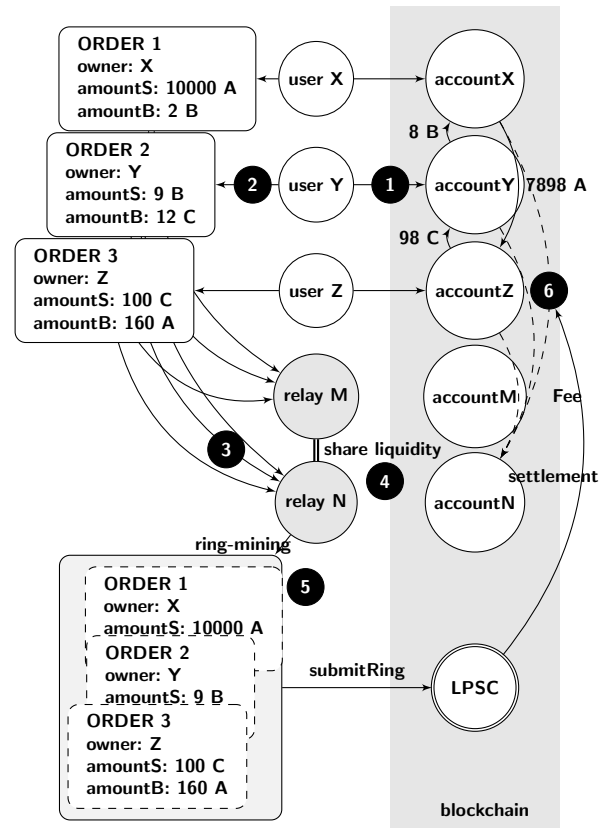 ORDER 1
owner: X
amountS: 10000 A
amountB: 2 B
user X
accountX
8 B
ORDER 2
owner: Y
amountS: 9 B
amountB: 12 C
2
user Y
1
accountY
7898 A
98 C
ORDER 3
owner: Z
amountS: 100 C
amountB: 160 A
user Z
accountZ
6
relay M
accountM
Fee
3
share liquidity
4
settlement
relay N
accountN
ring-mining
5
ORDER 1
owner: X
amountS: 10000 A
ORDER 2
owner: Y
amountS: 9 B
submitRing
LPSC
ORDER 3
owner: Z
amountS: 100 C
amountB: 160 A
blockchain